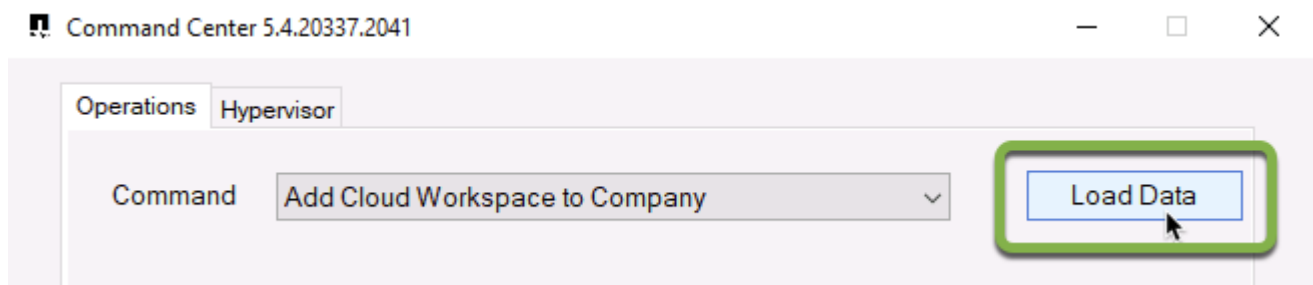 Command Center 5.4.20337.2041
Operations Hypervisor
Command Add Cloud Workspace to Company Load Data